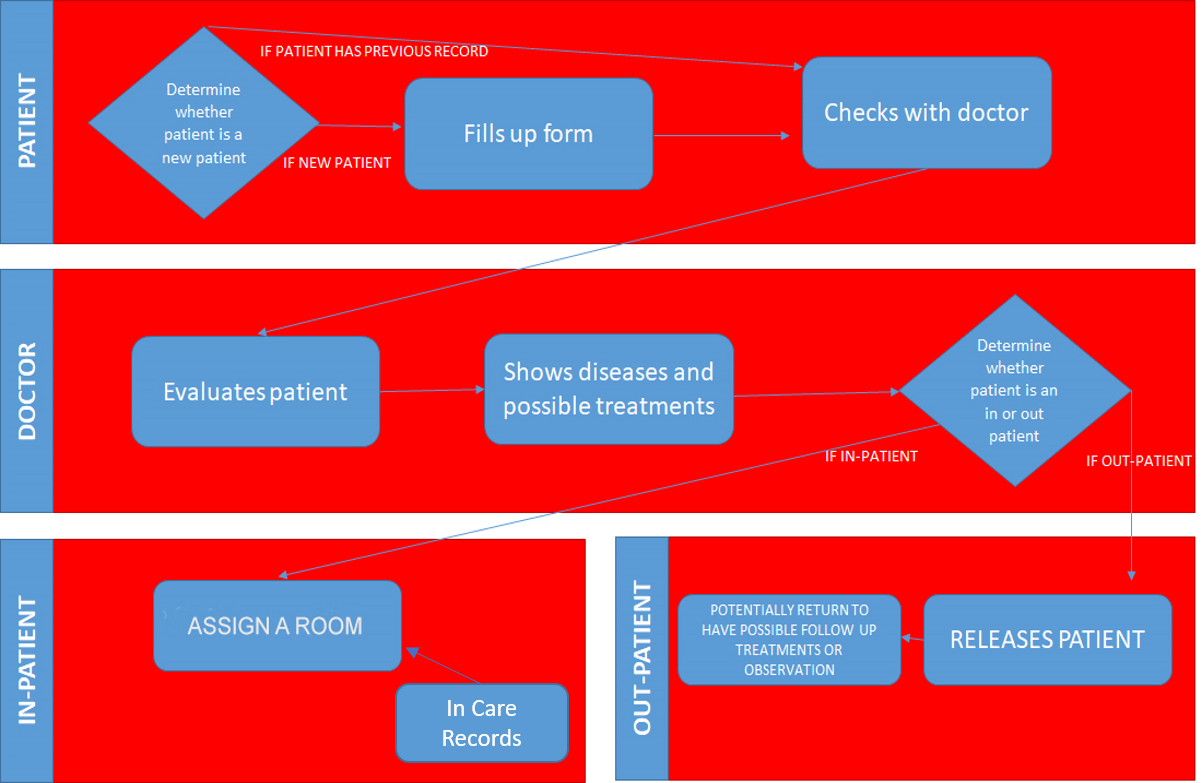 PATIENT
IF PATIENT HAS PREVIOUS RECORD
Determine
whether
patient is a
new patient
IF NEW PATIENT
Fills up form
Checks with doctor
DOCTOR
Evaluates patient
Shows diseases and
possible treatments
Determine
whether
patient is an
in or out
patient
IF IN-PATIENT
IF OUT-PATIENT
IN-PATIENT
ASSIGN A ROOM
In Care
Records
OUT-PATIENT
POTENTIALLY RETURN TO
HAVE POSSIBLE FOLLOW UP
TREATMENTS OR
OBSERVATION
RELEASES PATIENT